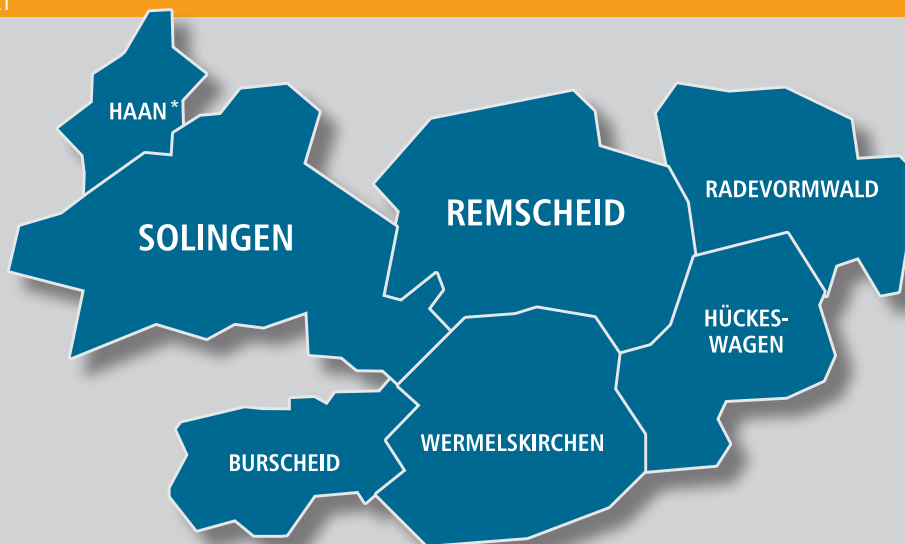 HAAN*
RADEVORMWALD
REMSCHEID
SOLINGEN
HÜCKES-
WAGEN
WERMELSKIRCHEN
BURSCHEID